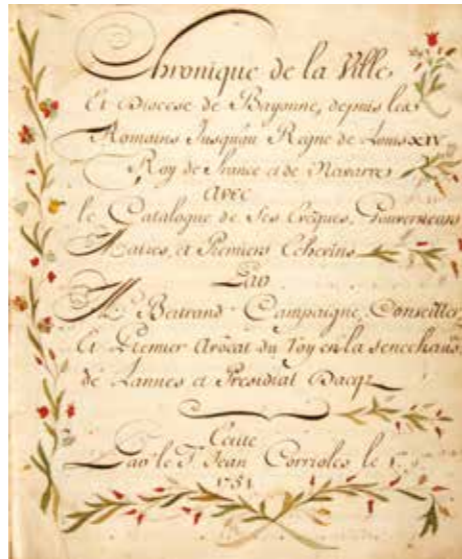 Chronique de la Ville
Et Diocese de Bayonne, depuis les
Romains Jusqu'au Regne de Louis XIV
Roy de france et de Navarre
Avec
le Catalogue de Ses Evêques, Gouverneurs
Maires, et Premiers Echevins
Par
Mr Bertrand Campaigne, Conseiller
Et Premier Avocat du Roy en la
de Lannes et Presidial Dacqz
Ecrite
Par le Jean Corrioles le
1751